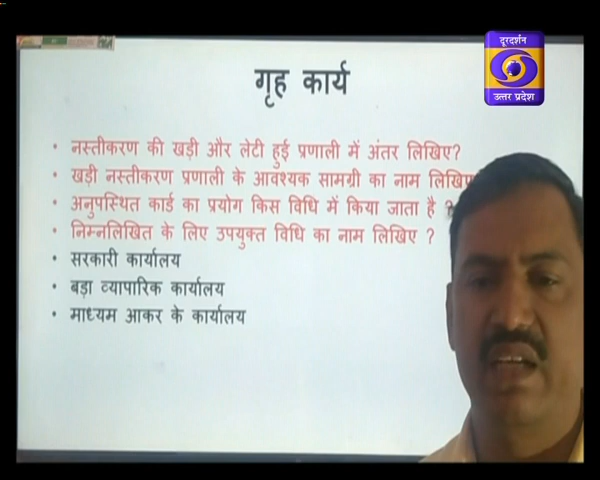 दूरदर्शन
उत्तर प्रदेश
गृह कार्य
• नस्तीकरण की खड़ी और लेटी हुई प्रणाली में अंतर लिखिए?
• खड़ी नस्तीकरण प्रणाली के आवश्यक सामग्री का नाम लिखिए
• अनुपस्थित कार्ड का प्रयोग किस विधि में किया जाता है ?
• निम्नलिखित के लिए उपयुक्त विधि का नाम लिखिए ?
• सरकारी कार्यालय
• बड़ा व्यापारिक कार्यालय
• माध्यम आकर के कार्यालय